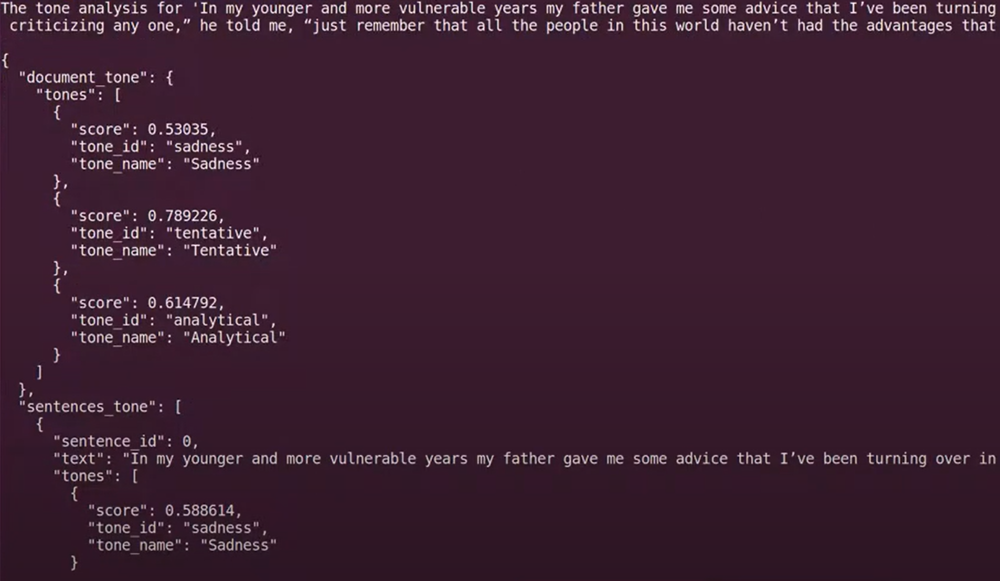 The tone analysis for 'In my younger and more vulnerable years my father gave me some advice that I’ve been turning
criticizing any one,” he told me, “just remember that all the people in this world haven’t had the advantages that
{
"document_tone": {
"tones": [
{
"score": 0.53035,
"tone_id": "sadness",
"tone_name": "Sadness"
},
{
"score": 0.789226,
"tone_id": "tentative",
"tone_name": "Tentative"
},
{
"score": 0.614792,
"tone_id": "analytical",
"tone_name": "Analytical"
}
]
},
"sentences_tone": [
{
"sentence_id": 0,
"text": "In my younger and more vulnerable years my father gave me some advice that I’ve been turning over in
"tones": [
{
"score": 0.588614,
"tone_id": "sadness",
"tone_name": "Sadness"
}